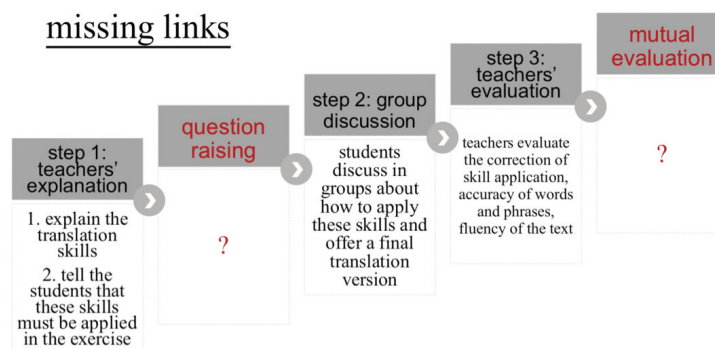 missing links
step 1:
teachers'
explanation
1. explain the
translation
skills
2. tell the
students that
these skills
must be applied
in the exercise
question
raising
?
step 2: group
discussion
students
discuss in
groups about
how to apply
these skills and
offer a final
translation
version
step 3:
teachers'
evaluation
teachers evaluate
the correction of
skill application,
accuracy of words
and phrases,
fluency of the text
mutual
evaluation
?